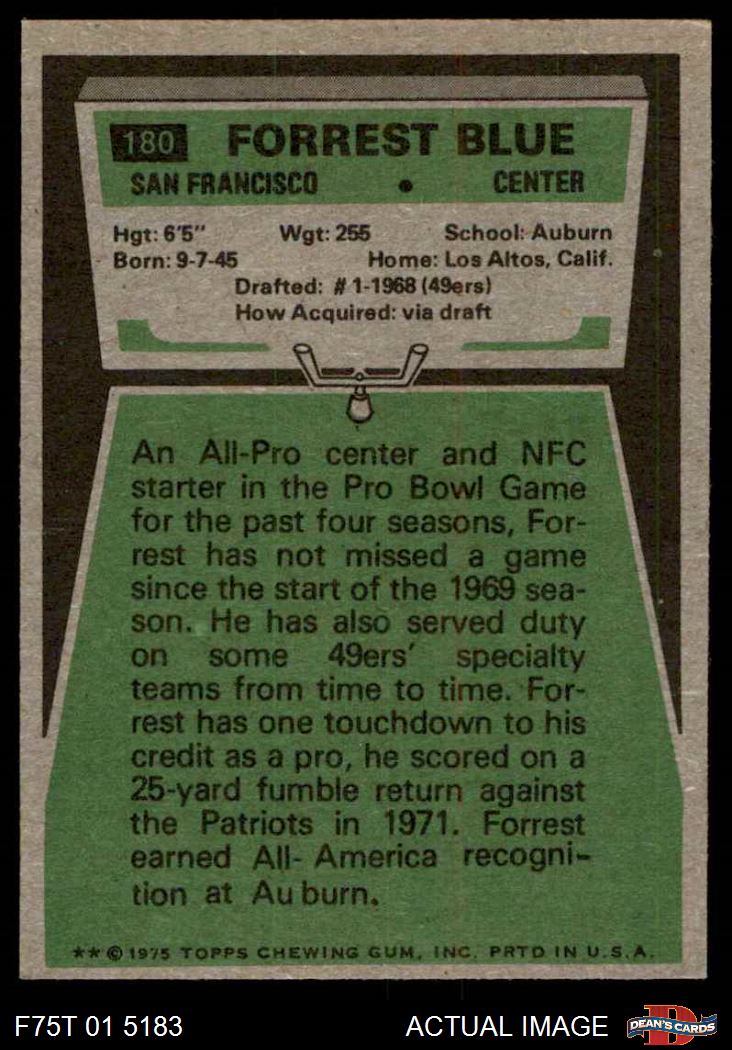 180 FORREST BLUE
SAN FRANCISCO • CENTER
Hgt: 6'5" Wgt: 255 School: Auburn
Born: 9-7-45 Home: Los Altos, Calif.
Drafted: #1-1968 (49ers)
How Acquired: via draft
An All-Pro center and NFC
starter in the Pro Bowl Game
for the past four seasons, For-
rest has not missed a game
since the start of the 1969 sea-
son. He has also served duty
on some 49ers' specialty
teams from time to time. For-
rest has one touchdown to his
credit as a pro, he scored on a
25-yard fumble return against
the Patriots in 1971. Forrest
earned All- America recogni-
tion at Au burn.
**© 1975 TOPPS CHEWING GUM, INC. PRTD IN U.S.A.
F75T 01 5183 ACTUAL IMAGE D DEAN'S CARDS